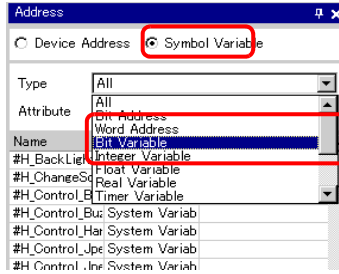 Address
Device Address Symbol Variable
Type All
Attribute
All
Bit Address
Word Address
Bit Variable
Integer Variable
Float Variable
Real Variable
Timer Variable
Name
#H_BackLigh
#H_ChangeSc
#H_Control_B
#H_Control_Buz System Variab
#H_Control_Har System Variab
#H_Control_Jpe System Variab
#H_Control_Jpe System Variab